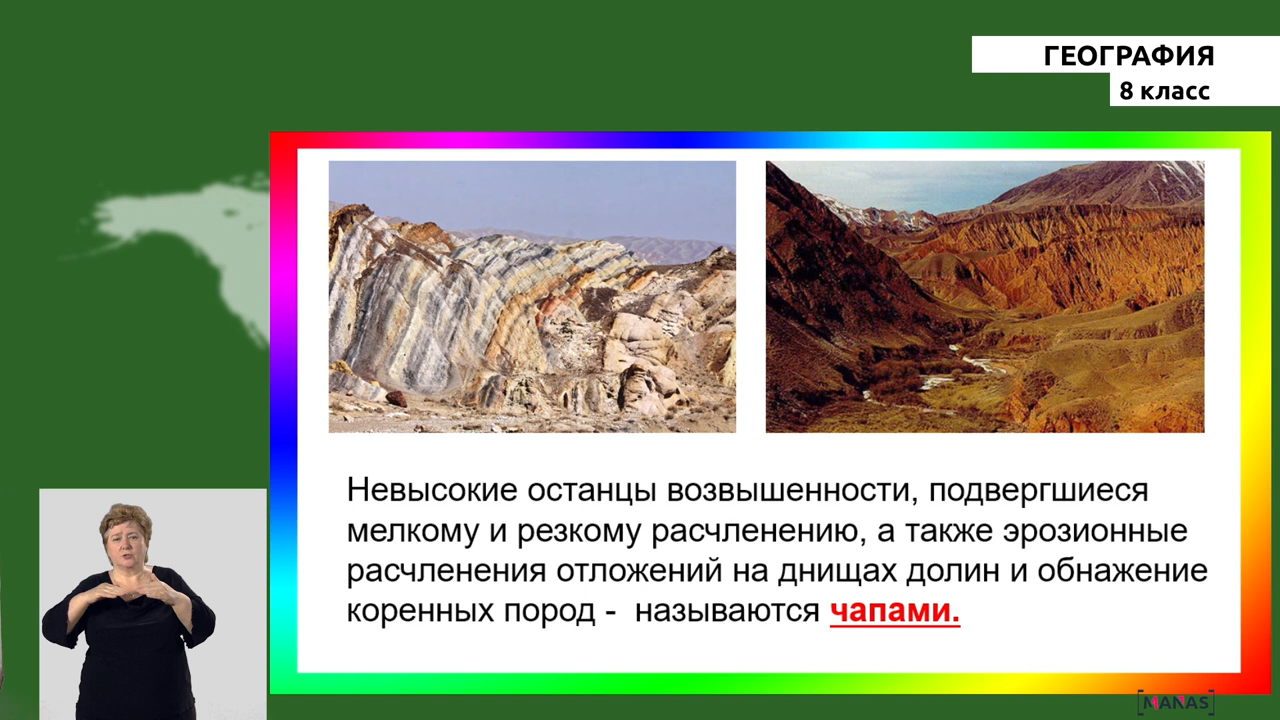 ГЕОГРАФИЯ
8 класс
Невысокие останцы возвышенности, подвергшиеся
мелкому и резкому расчленению, а также эрозионные
расчленения отложений на днищах долин и обнажение
коренных пород - называются чапами.
MANAS